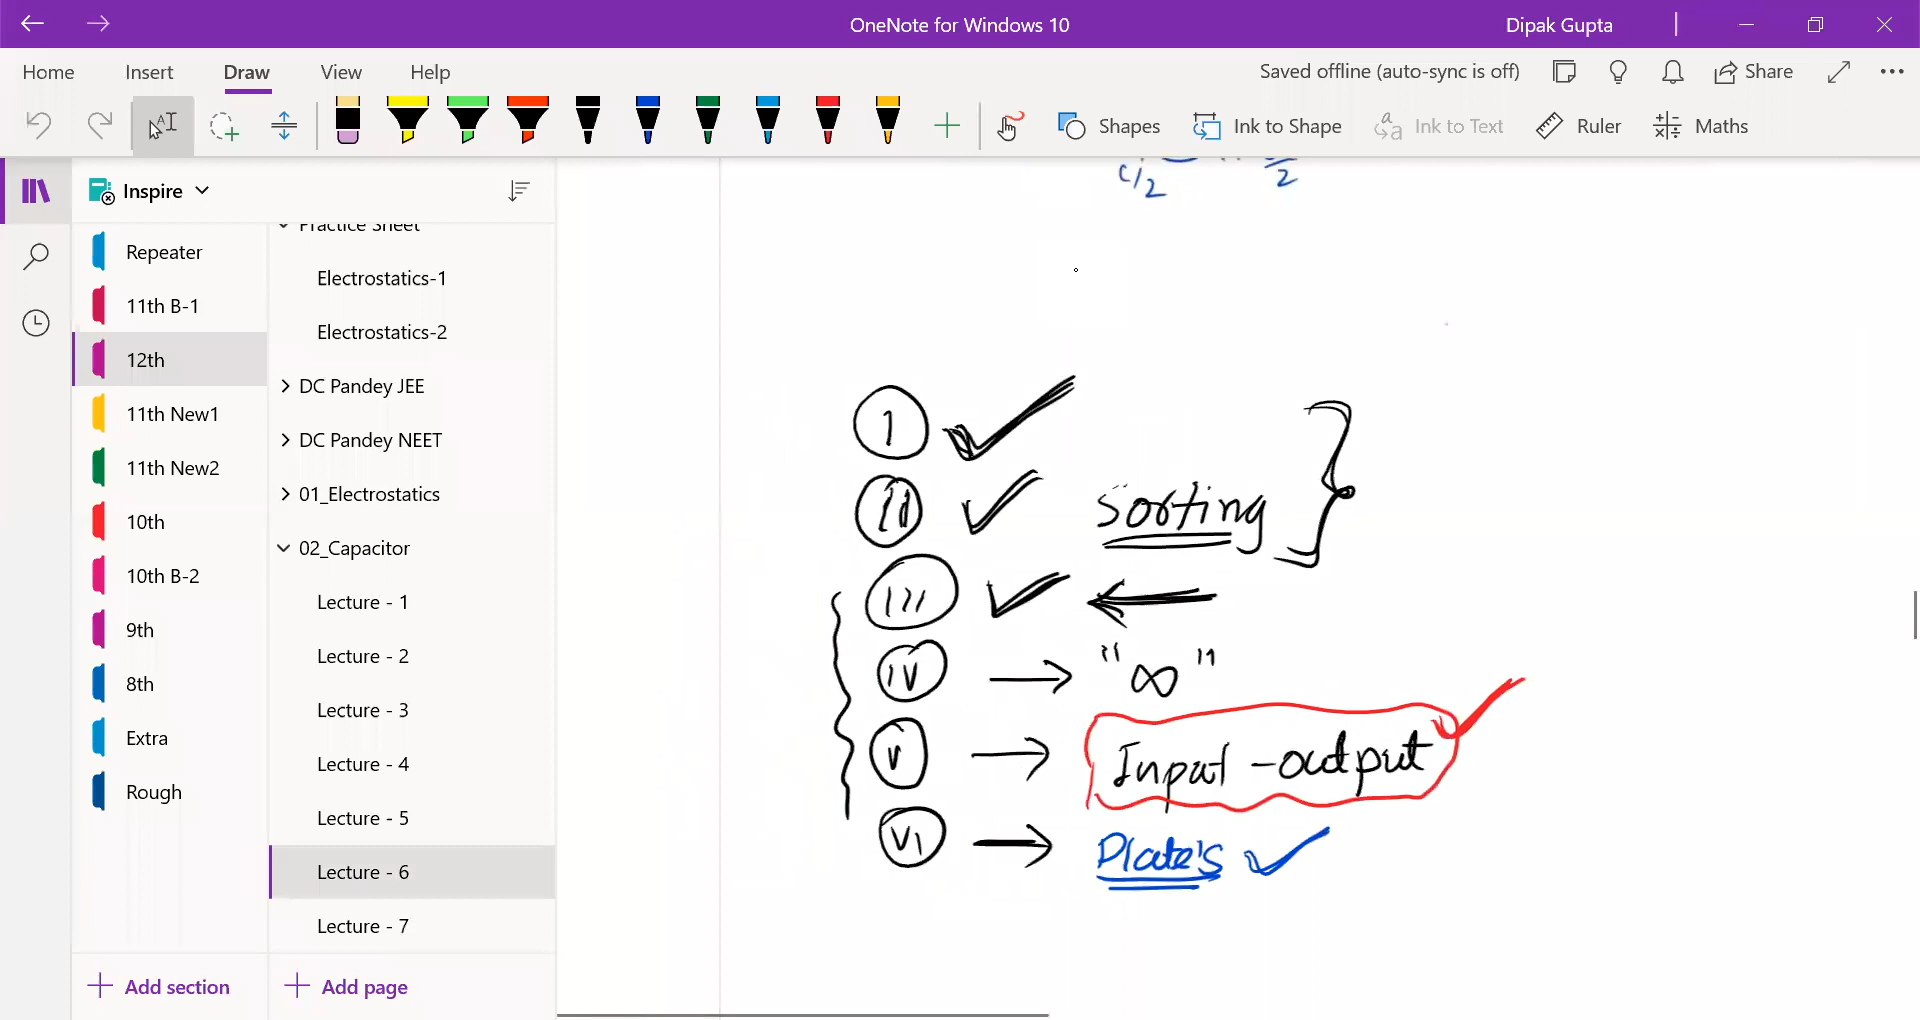 OneNote for Windows 10
Dipak Gupta
Home Insert Draw View Help
Saved offline (auto-sync is off) Share
Shapes Ink to Shape Ink to Text Ruler Maths
Inspire
Repeater
11th B-1
12th
11th New1
11th New2
10th
10th B-2
9th
8th
Extra
Rough
Add section
Practice Sheet
Electrostatics-1
Electrostatics-2
DC Pandey JEE
DC Pandey NEET
01_Electrostatics
02_Capacitor
Lecture - 1
Lecture - 2
Lecture - 3
Lecture - 4
Lecture - 5
Lecture - 6
Lecture - 7
Add page
C/2 2
I
II Sorting
III
IV → "∞"
V → Input - output
VI → Plate's